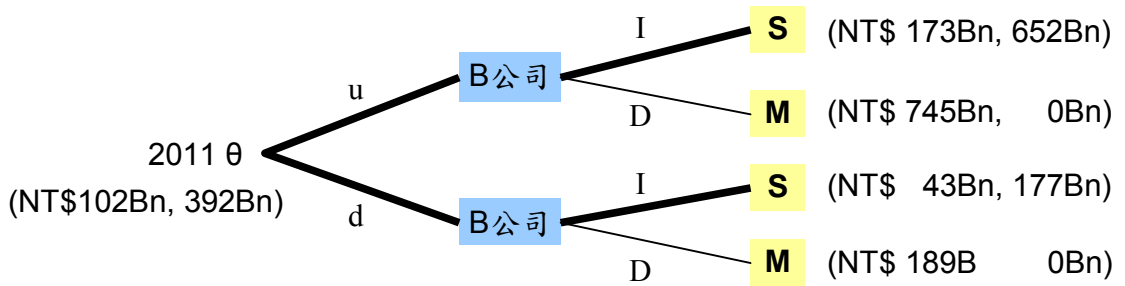 I S (NT$ 173Bn, 652Bn)
B公司
u D M (NT$ 745Bn, 0Bn)
2011 θ
(NT$102Bn, 392Bn) I S (NT$ 43Bn, 177Bn)
d B公司
D M (NT$ 189B 0Bn)